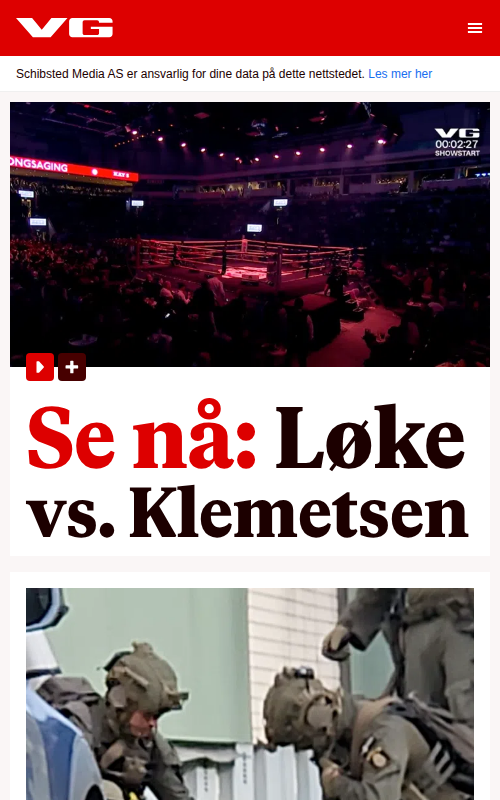 VG
Schibsted Media AS er ansvarlig for dine data på dette nettstedet. Les mer her
VG
00:02:27
SHOWSTART
ONGSAGING
Se nå: Løke
vs. Klemetsen